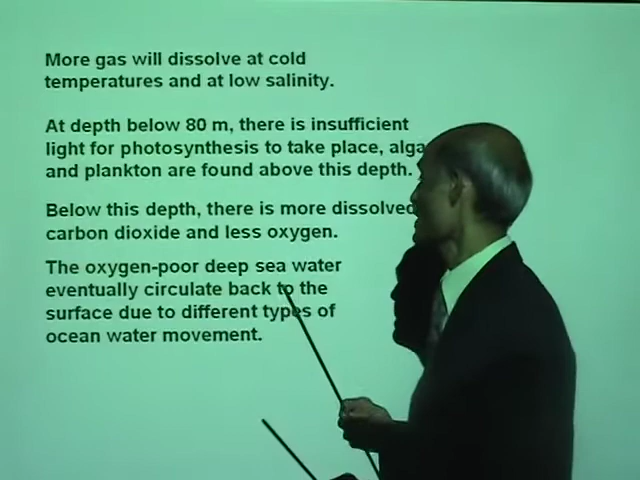 More gas will dissolve at cold
temperatures and at low salinity.
At depth below 80 m, there is insufficient
light for photosynthesis to take place, alga
and plankton are found above this depth.
Below this depth, there is more dissolved
carbon dioxide and less oxygen.
The oxygen-poor deep sea water
eventually circulate back to the
surface due to different types of
ocean water movement.